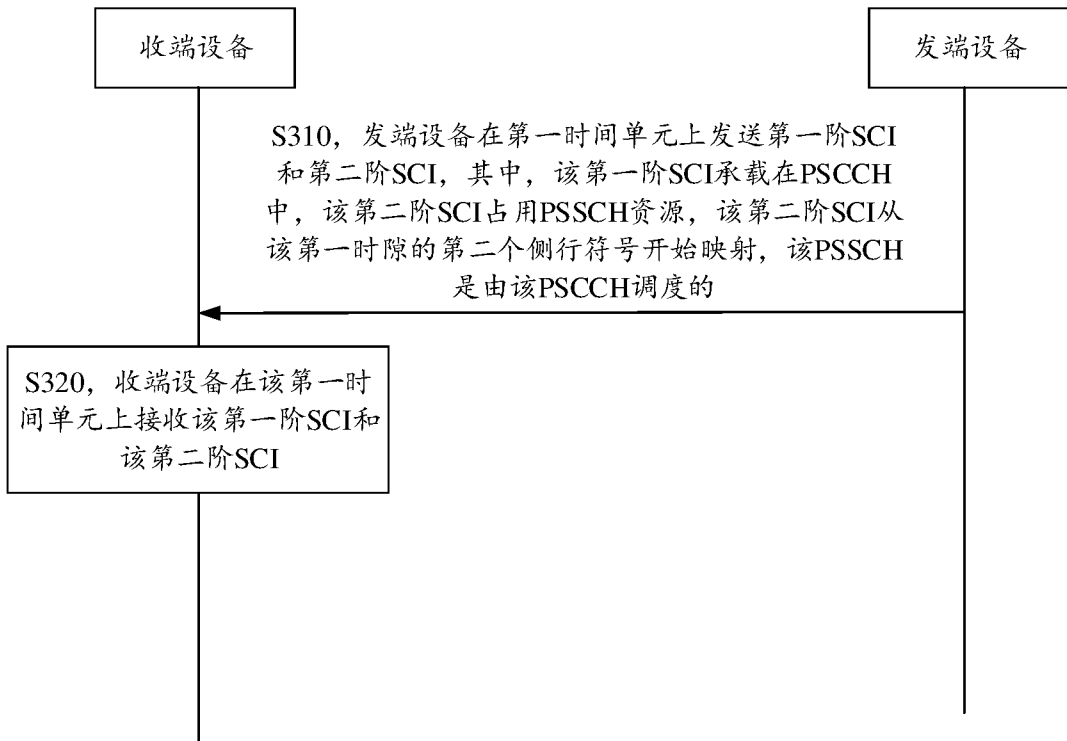 收端设备
发端设备
S310，发端设备在第一时间单元上发送第一阶SCI
和第二阶SCI，其中，该第一阶SCI承载在PSCCH
中，该第二阶SCI占用PSSCH资源，该第二阶SCI从
该第一时隙的第二个侧行符号开始映射，该PSSCH
是由该PSCCH调度的
S320，收端设备在该第一时
间单元上接收该第一阶SCI和
该第二阶SCI